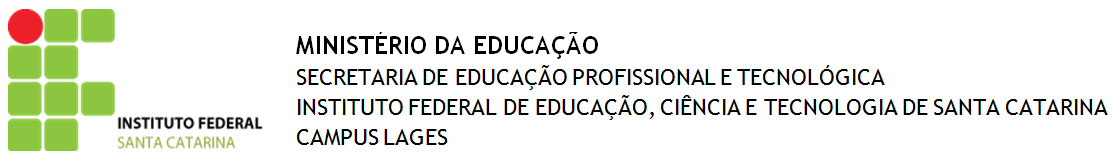 INSTITUTO FEDERAL
SANTA CATARINA
MINISTÉRIO DA EDUCAÇÃO
SECRETARIA DE EDUCAÇÃO PROFISSIONAL E TECNOLÓGICA
INSTITUTO FEDERAL DE EDUCAÇÃO, CIÊNCIA E TECNOLOGIA DE SANTA CATARINA
CAMPUS LAGES